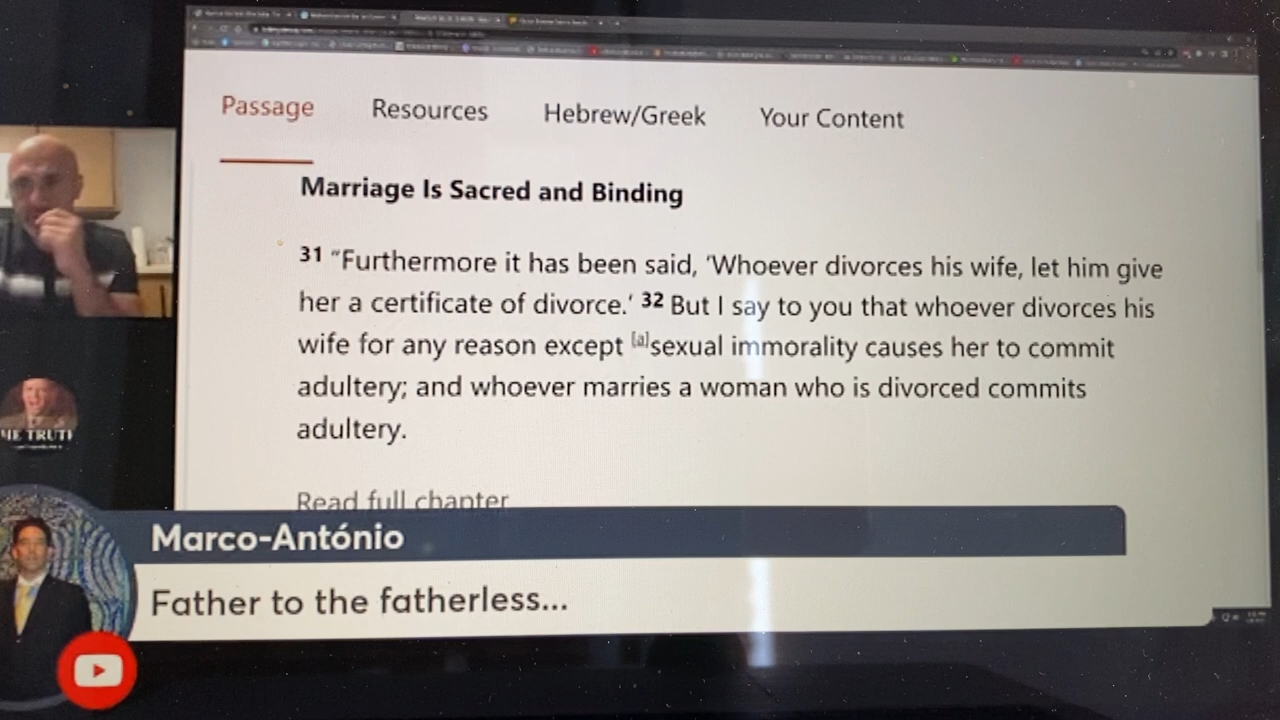 Passage Resources Hebrew/Greek Your Content
Marriage Is Sacred and Binding
31 “Furthermore it has been said, ‘Whoever divorces his wife, let him give
her a certificate of divorce.’ 32 But I say to you that whoever divorces his
wife for any reason except [a]sexual immorality causes her to commit
adultery; and whoever marries a woman who is divorced commits
adultery.
Read full chapter
HE TRUTH
Marco-António
Father to the fatherless...